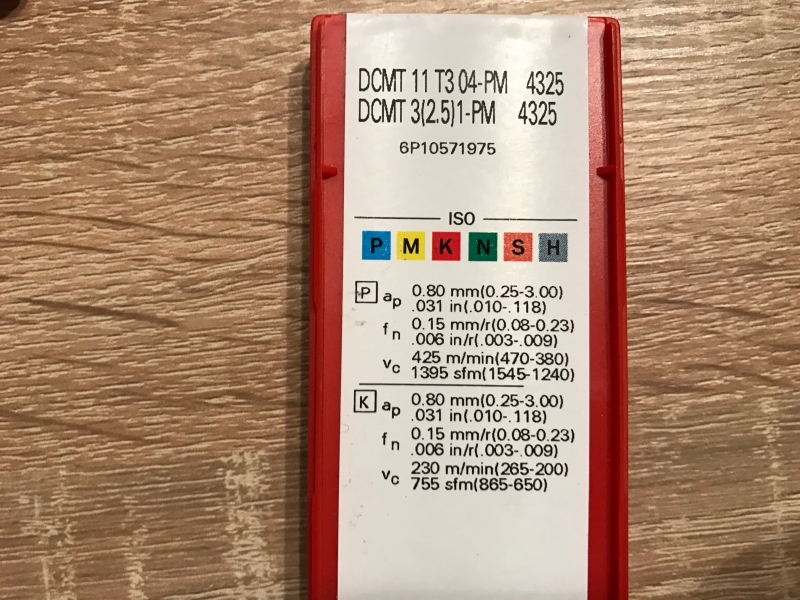 DCMT 11 T3 04-PM 4325
DCMT 3(2.5)1-PM 4325
6P10571975
ISO
P M K N S H
P ap 0.80 mm(0.25-3.00)
.031 in(.010-.118)
fn 0.15 mm/r(0.08-0.23)
.006 in/r(.003-.009)
vc 425 m/min(470-380)
1395 sfm(1545-1240)
K ap 0.80 mm(0.25-3.00)
.031 in(.010-.118)
fn 0.15 mm/r(0.08-0.23)
.006 in/r(.003-.009)
vc 230 m/min(265-200)
755 sfm(865-650)